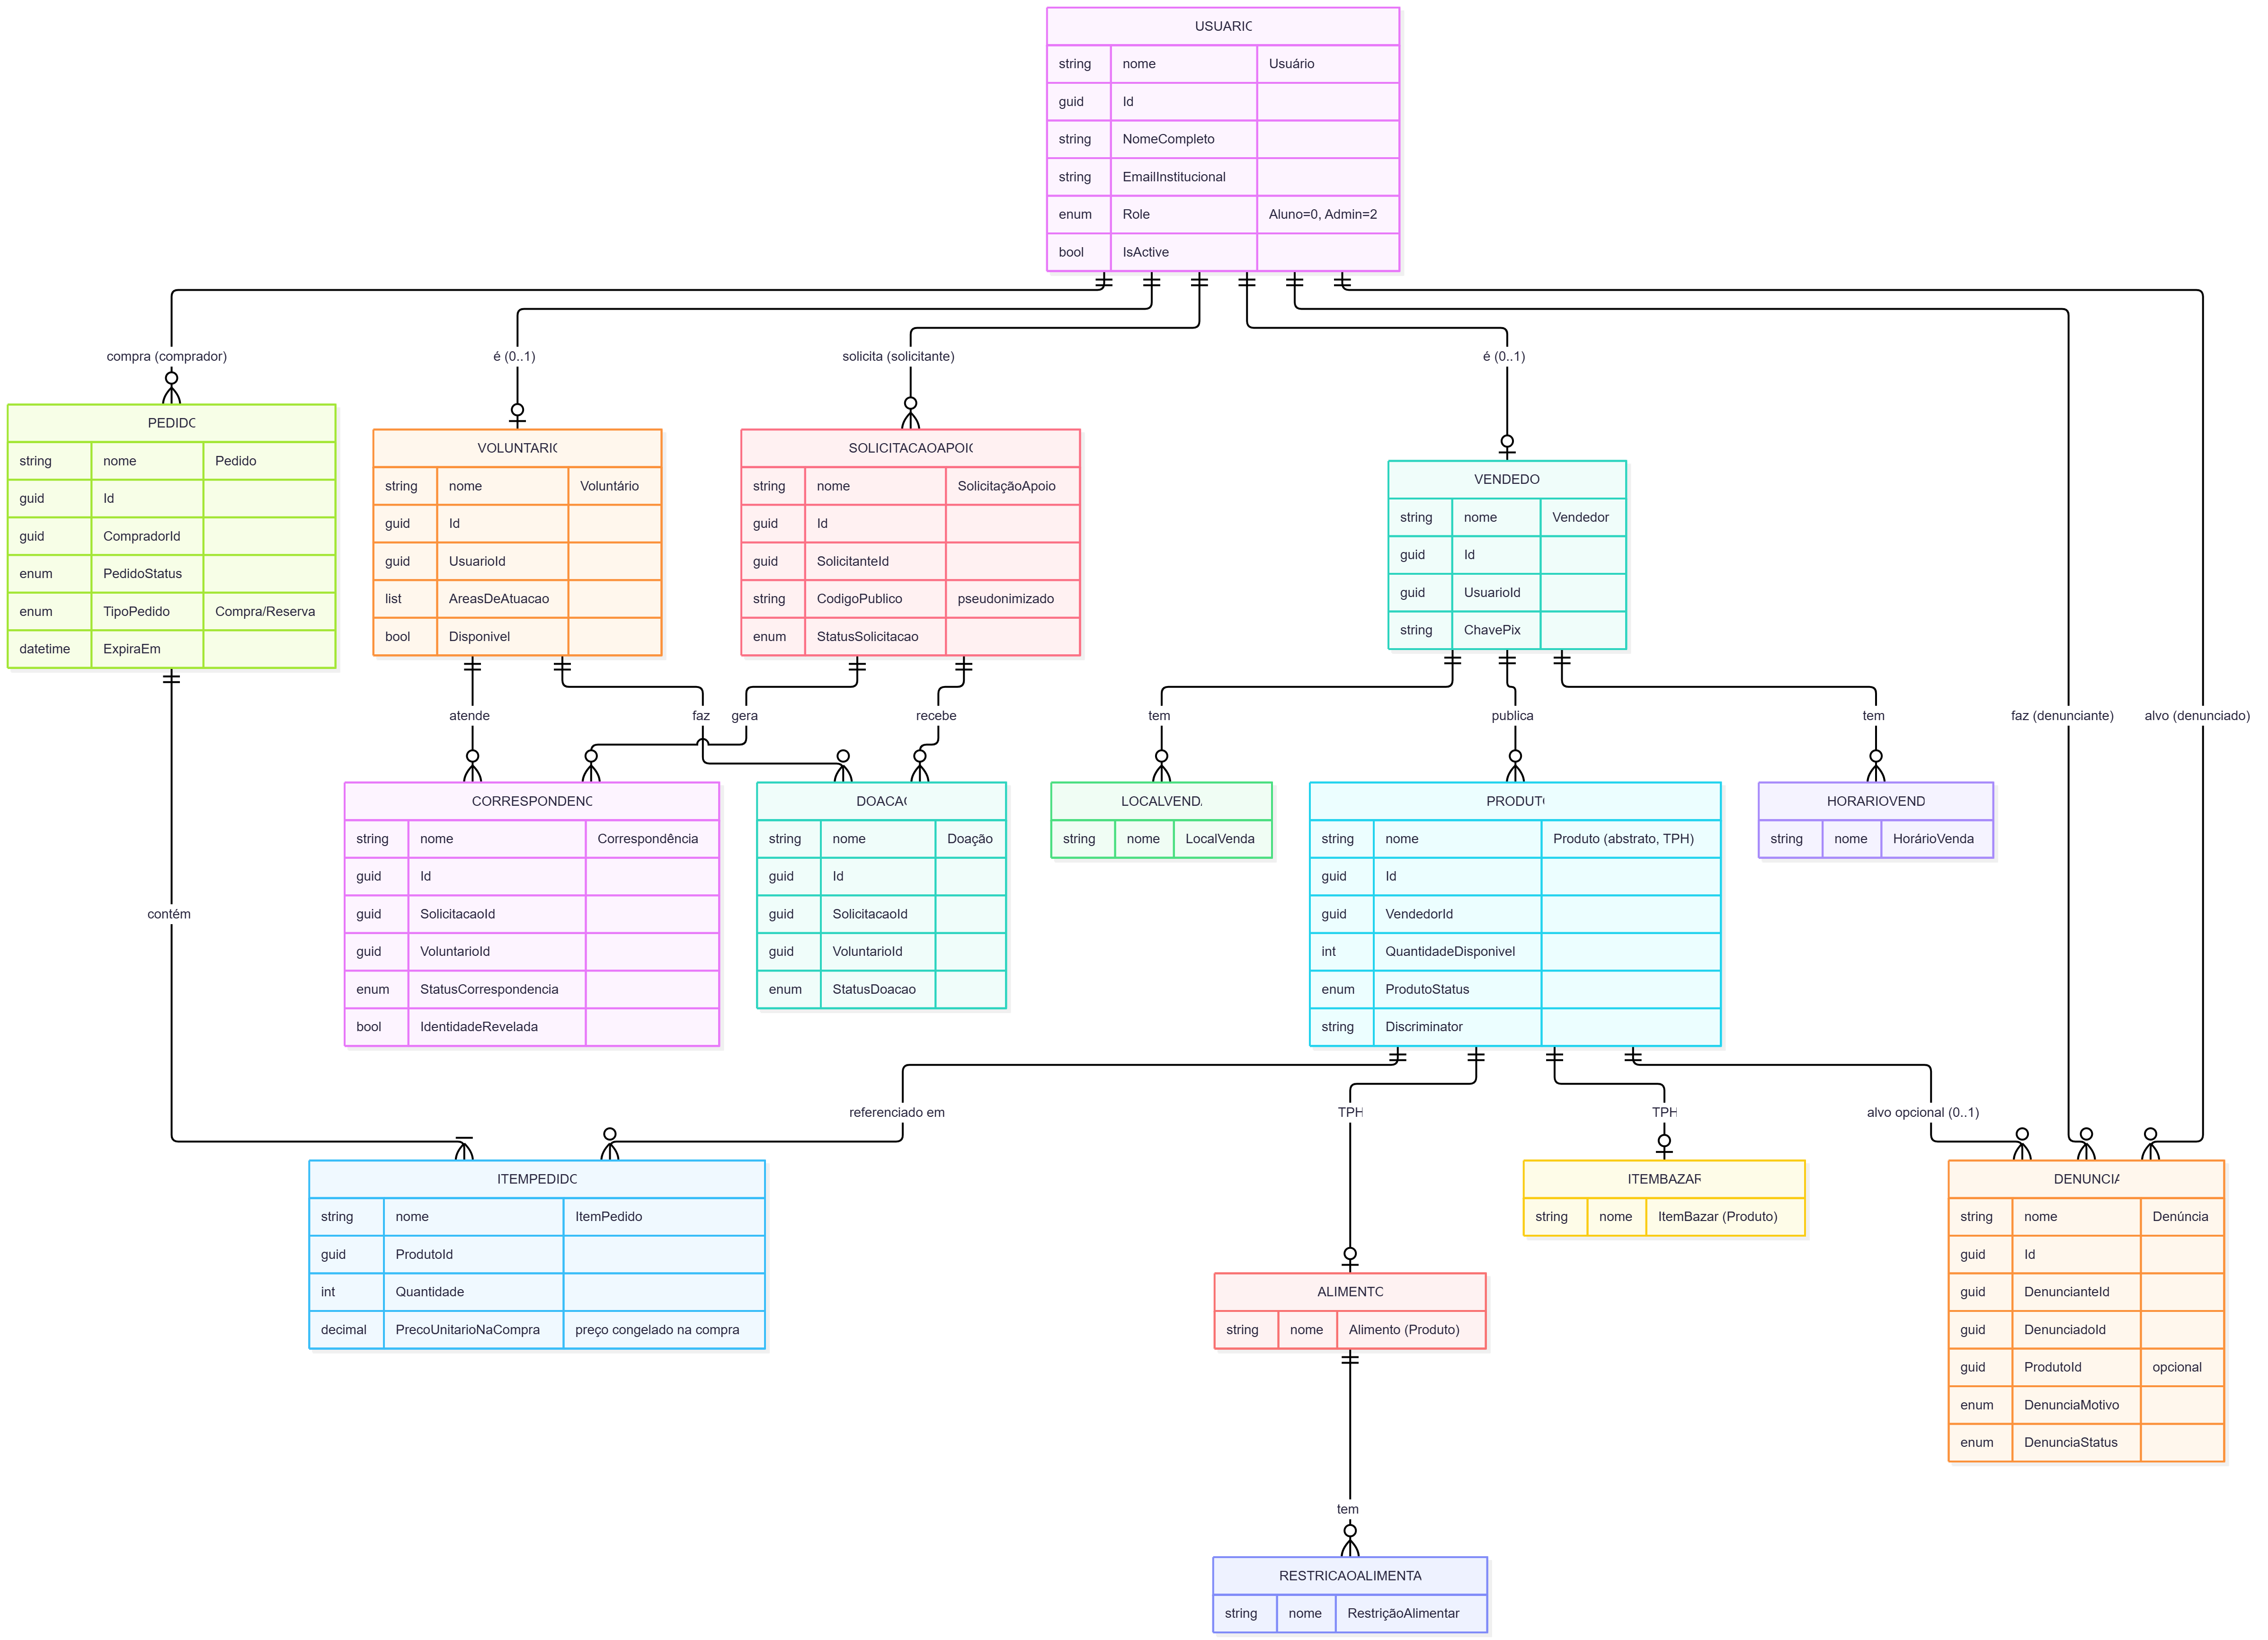 USUARIO
string nome Usuário
guid Id
string NomeCompleto
string EmailInstitucional
enum Role Aluno=0, Admin=2
bool IsActive
compra (comprador)
é (0..1)
solicita (solicitante)
é (0..1)
PEDIDO
string nome Pedido
guid Id
guid CompradorId
enum PedidoStatus
enum TipoPedido Compra/Reserva
datetime ExpiraEm
VOLUNTARIO
string nome Voluntário
guid Id
guid UsuarioId
list AreasDeAtuacao
bool Disponivel
SOLICITACAOAPOIO
string nome SolicitaçãoApoio
guid Id
guid SolicitanteId
string CodigoPublico pseudonimizado
enum StatusSolicitacao
VENDEDO
string nome Vendedor
guid Id
guid UsuarioId
string ChavePix
atende
faz
gera
recebe
tem
publica
tem
faz (denunciante)
alvo (denunciado)
CORRESPONDENC
string nome Correspondência
guid Id
guid SolicitacaoId
guid VoluntarioId
enum StatusCorrespondencia
bool IdentidadeRevelada
DOACAO
string nome Doação
guid Id
guid SolicitacaoId
guid VoluntarioId
enum StatusDoacao
LOCALVENDA
string nome LocalVenda
PRODUTO
string nome Produto (abstrato, TPH)
guid Id
guid VendedorId
int QuantidadeDisponivel
enum ProdutoStatus
string Discriminator
HORARIOVEND
string nome HorárioVenda
contém
referenciado em
TPH
TPH
alvo opcional (0..1)
ITEMPEDIDO
string nome ItemPedido
guid ProdutoId
int Quantidade
decimal PrecoUnitarioNaCompra preço congelado na compra
ITEMBAZAR
string nome ItemBazar (Produto)
DENUNCIA
string nome Denúncia
guid Id
guid DenuncianteId
guid DenunciadoId
guid ProdutoId opcional
enum DenunciaMotivo
enum DenunciaStatus
ALIMENTO
string nome Alimento (Produto)
tem
RESTRICAOALIMENTA
string nome RestriçãoAlimentar